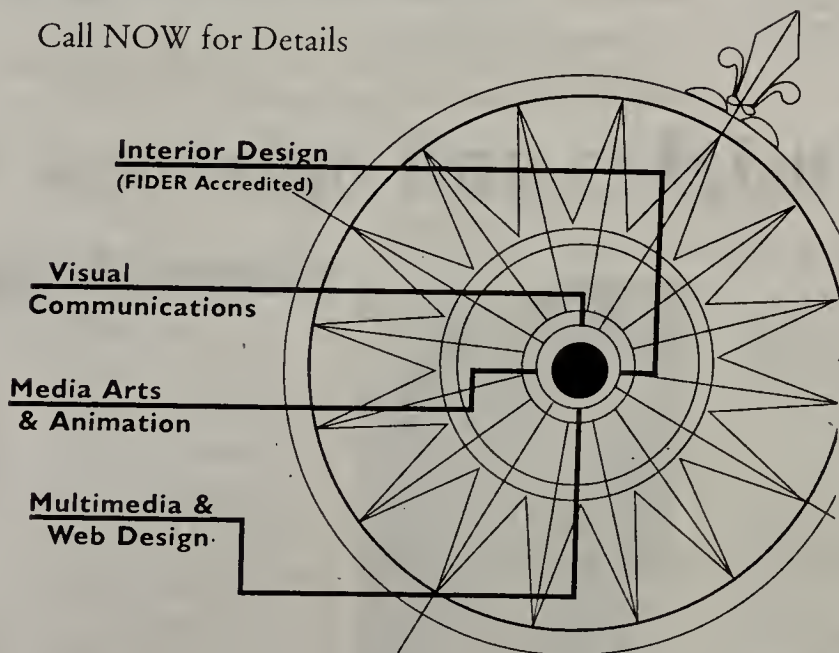 Call NOW for Details
Interior Design
(FIDER Accredited)
Visual
Communications
Media Arts
& Animation
Multimedia &
Web Design